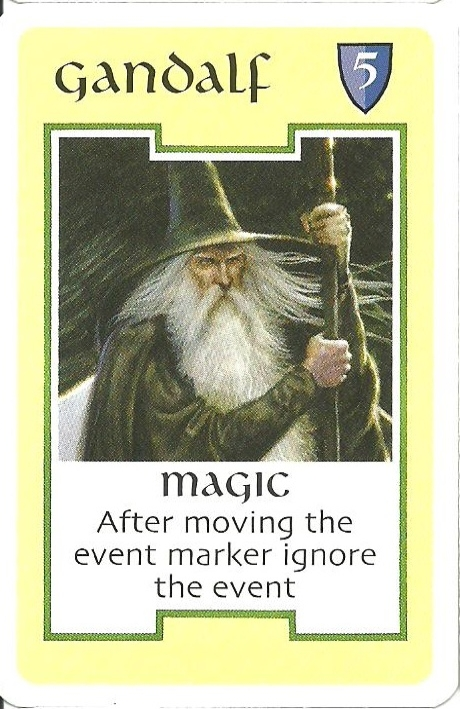 Gandalf
5
Magic
After moving the
event marker ignore
the event